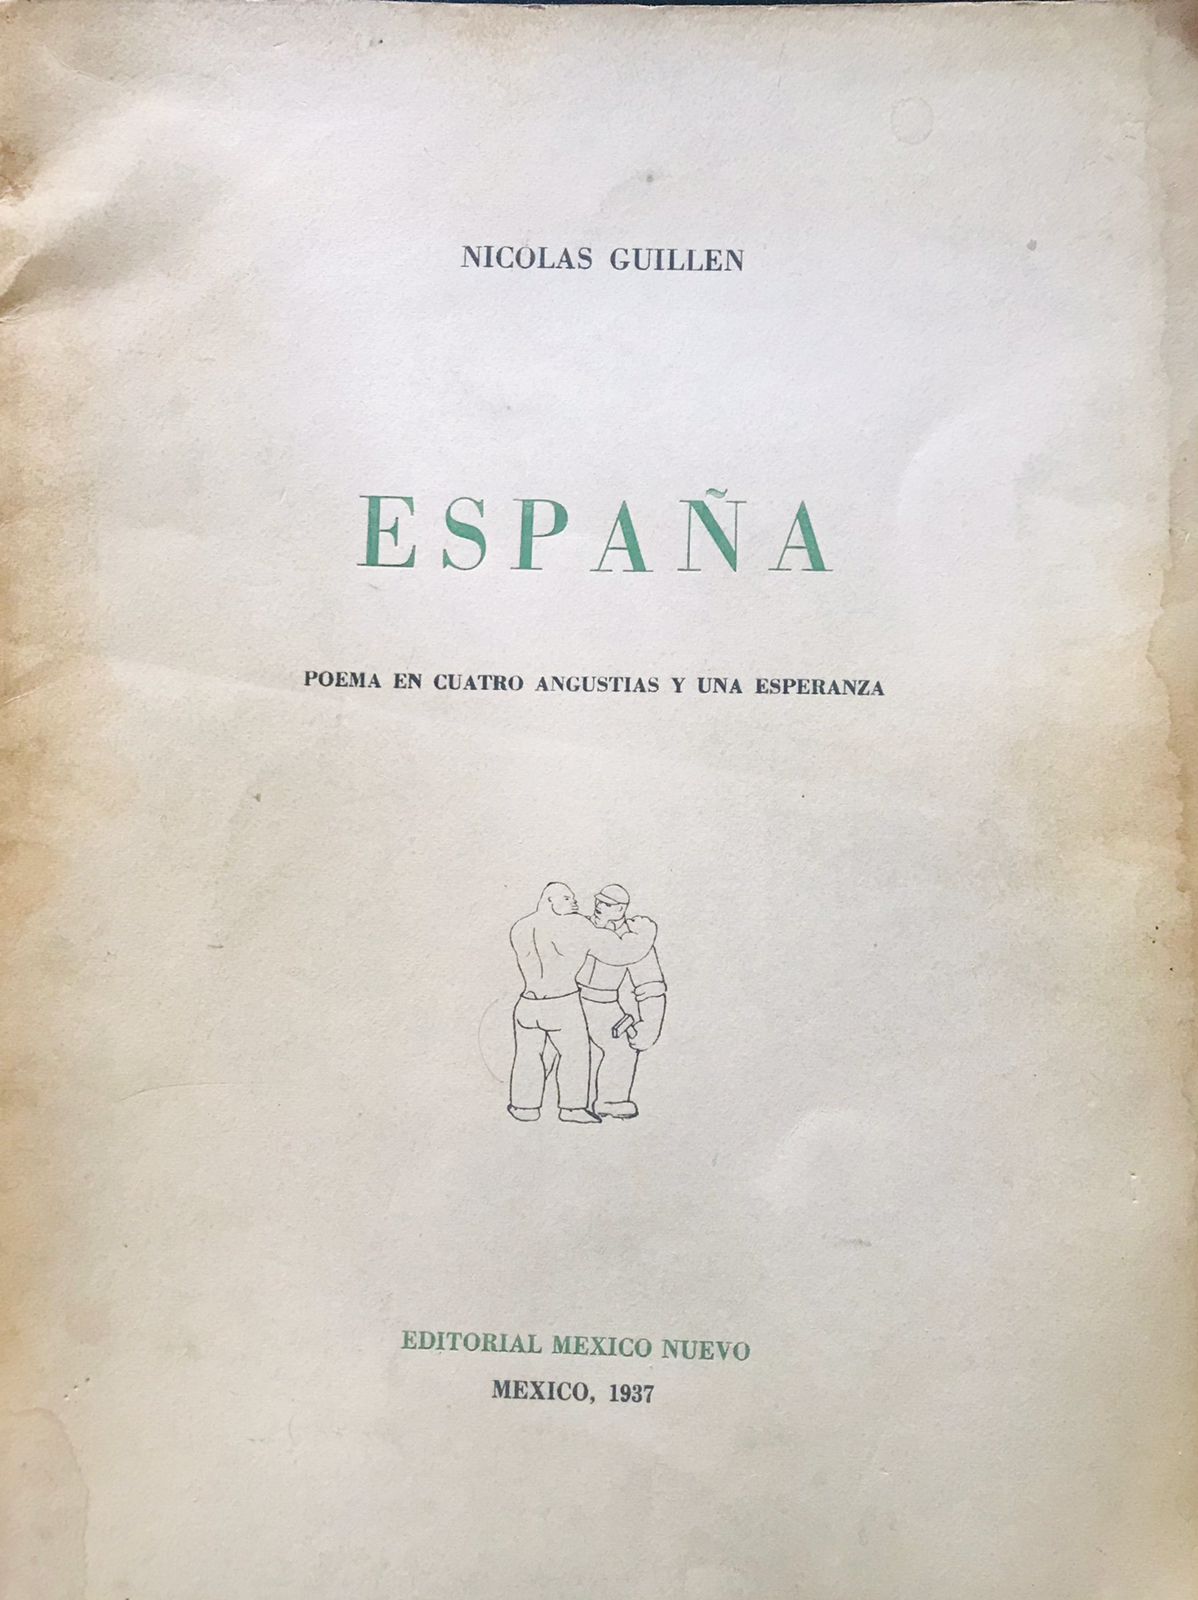 NICOLAS GUILLEN
ESPAÑA
POEMA EN CUATRO ANGUSTIAS Y UNA ESPERANZA
EDITORIAL MEXICO NUEVO
MEXICO, 1937